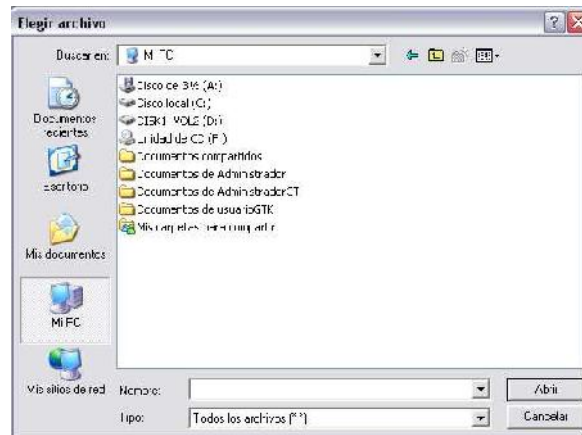 Elegir archivo
Buscar en: Mi PC
Disco de 3½ (A:)
Disco local (C:)
DISK1_VOL2 (D:)
Unidad de CD (F:)
Documentos compartidos
Documentos de Administrador
Documentos de AdministradorCT
Documentos de usuarioGTK
Mis carpetas para compartir
Documentos recientes
Escritorio
Mis documentos
Mi PC
Mis sitios de red
Nombre:
Abrir
Tipo: Todos los archivos (*.*)
Cancelar